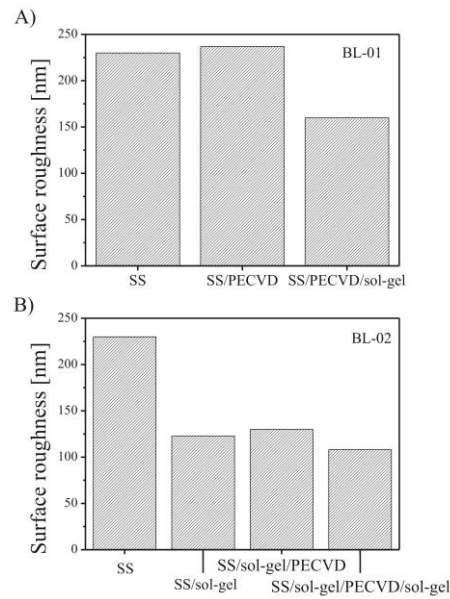 A)
Surface roughness [nm]
250
200
150
100
50
0
BL-01
SS
SS/PECVD
SS/PECVD/sol-gel
B)
Surface roughness [nm]
250
200
150
100
50
0
BL-02
SS
SS/sol-gel
SS/sol-gel/PECVD
SS/sol-gel/PECVD/sol-gel